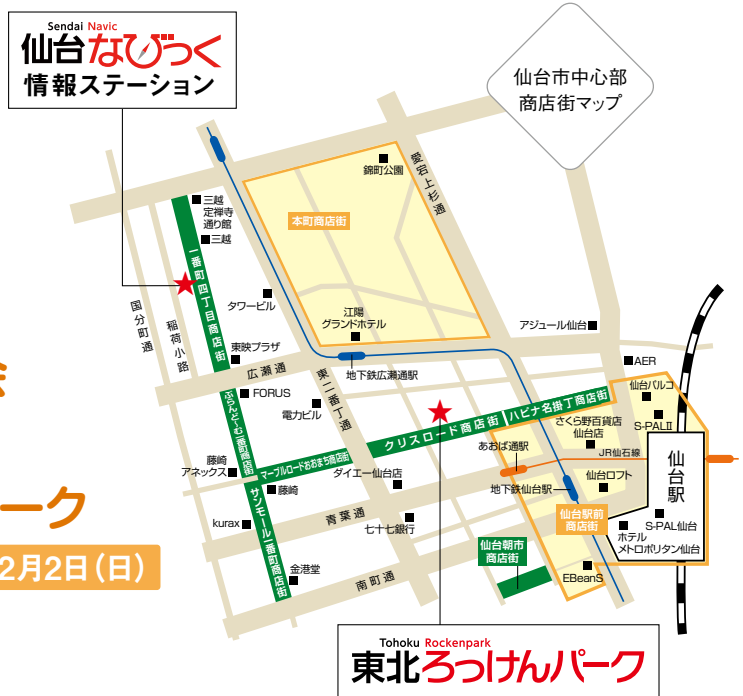 Sendai Navic
仙台なびっく
情報ステーション
仙台市中心部
商店街マップ
愛宕上杉通
錦町公園
三越
定禅寺
通り館
三越
本町商店街
一番町四丁目商店街
国分町通
稲荷小路
タワービル
江陽
グランドホテル
アジュール仙台
東映プラザ
広瀬通
地下鉄広瀬通駅
東二番丁通
AER
仙台パルコ
FORUS
電力ビル
ぶらんど~む一番町商店街
クリスロード商店街
ハピナ名掛丁商店街
S-PALⅡ
さくら野百貨店
仙台店
あおば通駅
JR仙石線
藤崎
アネックス
マーブルロードおおまち商店街
ダイエー仙台店
仙台駅
地下鉄仙台駅
仙台ロフト
藤崎
サンモール一番町商店街
kurax
青葉通
七十七銀行
仙台駅前
商店街
S-PAL仙台
ホテル
メトロポリタン仙台
ーク
仙台朝市
商店街
2月2日(日)
金港堂
南町通
EBeanS
Tohoku Rockenpark
東北ろっけんパーク